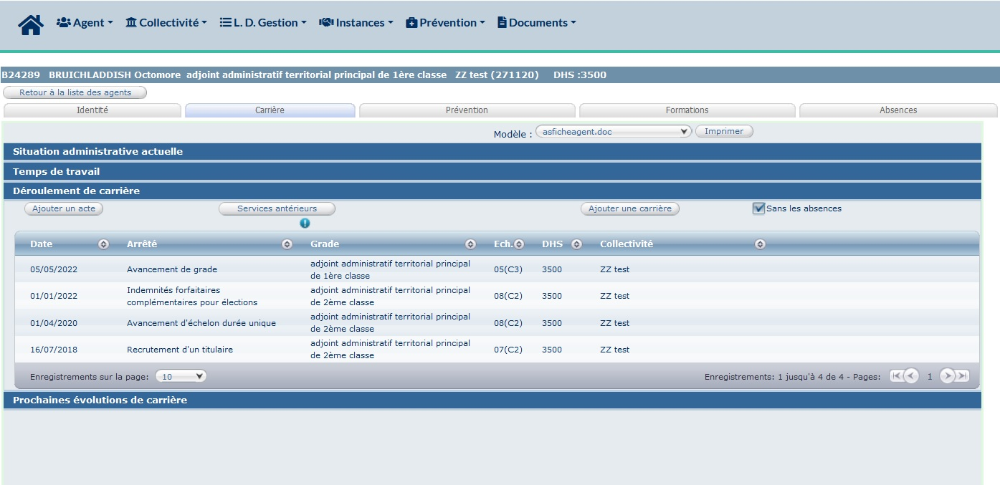 Agent Collectivité L. D. Gestion Instances Prévention Documents
B24289 BRUICHLADDISH Octomore adjoint administratif territorial principal de 1ère classe ZZ test (271120) DHS :3500
Retour à la liste des agents
Identité Carrière Prévention Formations Absences
Modèle : asficheagent.doc Imprimer
Situation administrative actuelle
Temps de travail
Déroulement de carrière
Ajouter un acte Services antérieurs Ajouter une carrière Sans les absences
Date Arrêté Grade Ech. DHS Collectivité
05/05/2022 Avancement de grade adjoint administratif territorial principal de 1ère classe 05(C3) 3500 ZZ test
01/01/2022 Indemnités forfaitaires complémentaires pour élections adjoint administratif territorial principal de 2ème classe 08(C2) 3500 ZZ test
01/04/2020 Avancement d'échelon durée unique adjoint administratif territorial principal de 2ème classe 08(C2) 3500 ZZ test
16/07/2018 Recrutement d'un titulaire adjoint administratif territorial principal de 2ème classe 07(C2) 3500 ZZ test
Enregistrements sur la page: 10 Enregistrements: 1 jusqu'à 4 de 4 - Pages: 1
Prochaines évolutions de carrière